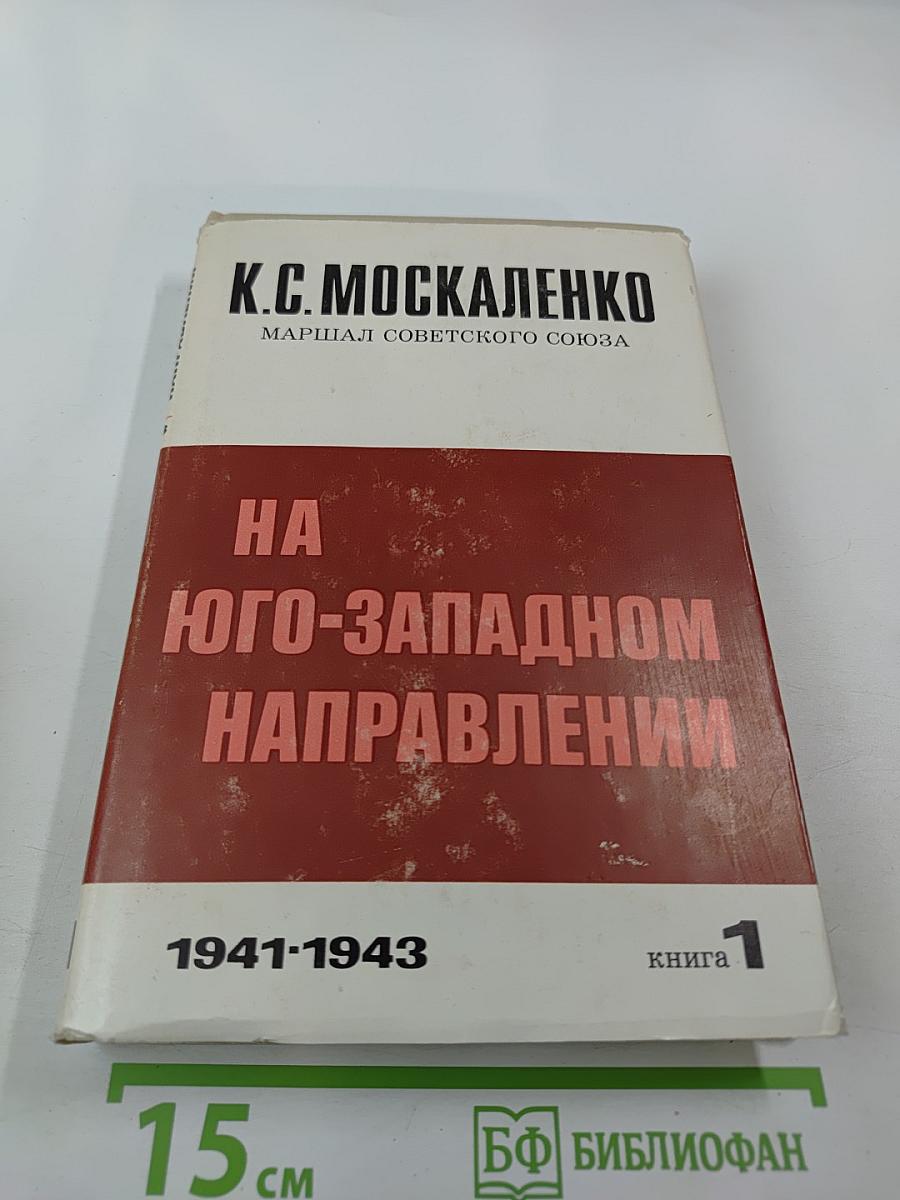 К.С. МОСКАЛЕНКО
МАРШАЛ СОВЕТСКОГО СОЮЗА
НА
ЮГО-ЗАПАДНОМ
НАПРАВЛЕНИИ
1941·1943
книга 1
15 см
БФ БИБЛИОФАН